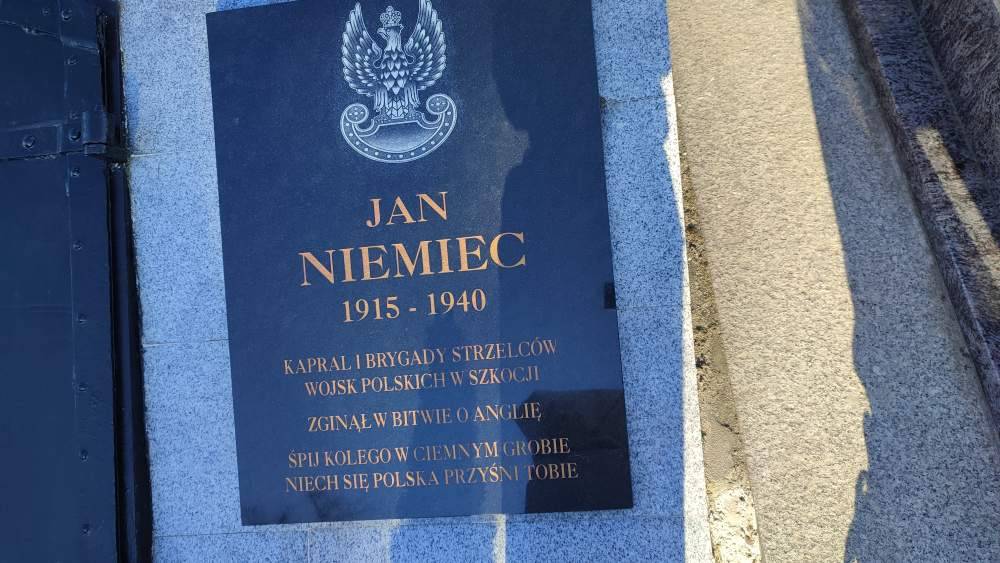 JAN
NIEMIEC
1915 - 1940
KAPRAL I BRYGADY STRZELCÓW
WOJSK POLSKICH W SZKOCJI
ZGINĄŁ W BITWIE O ANGLIĘ
ŚPIJ KOLEGO W CIEMNYM GROBIE
NIECH SIĘ POLSKA PRZYŚNI TOBIE